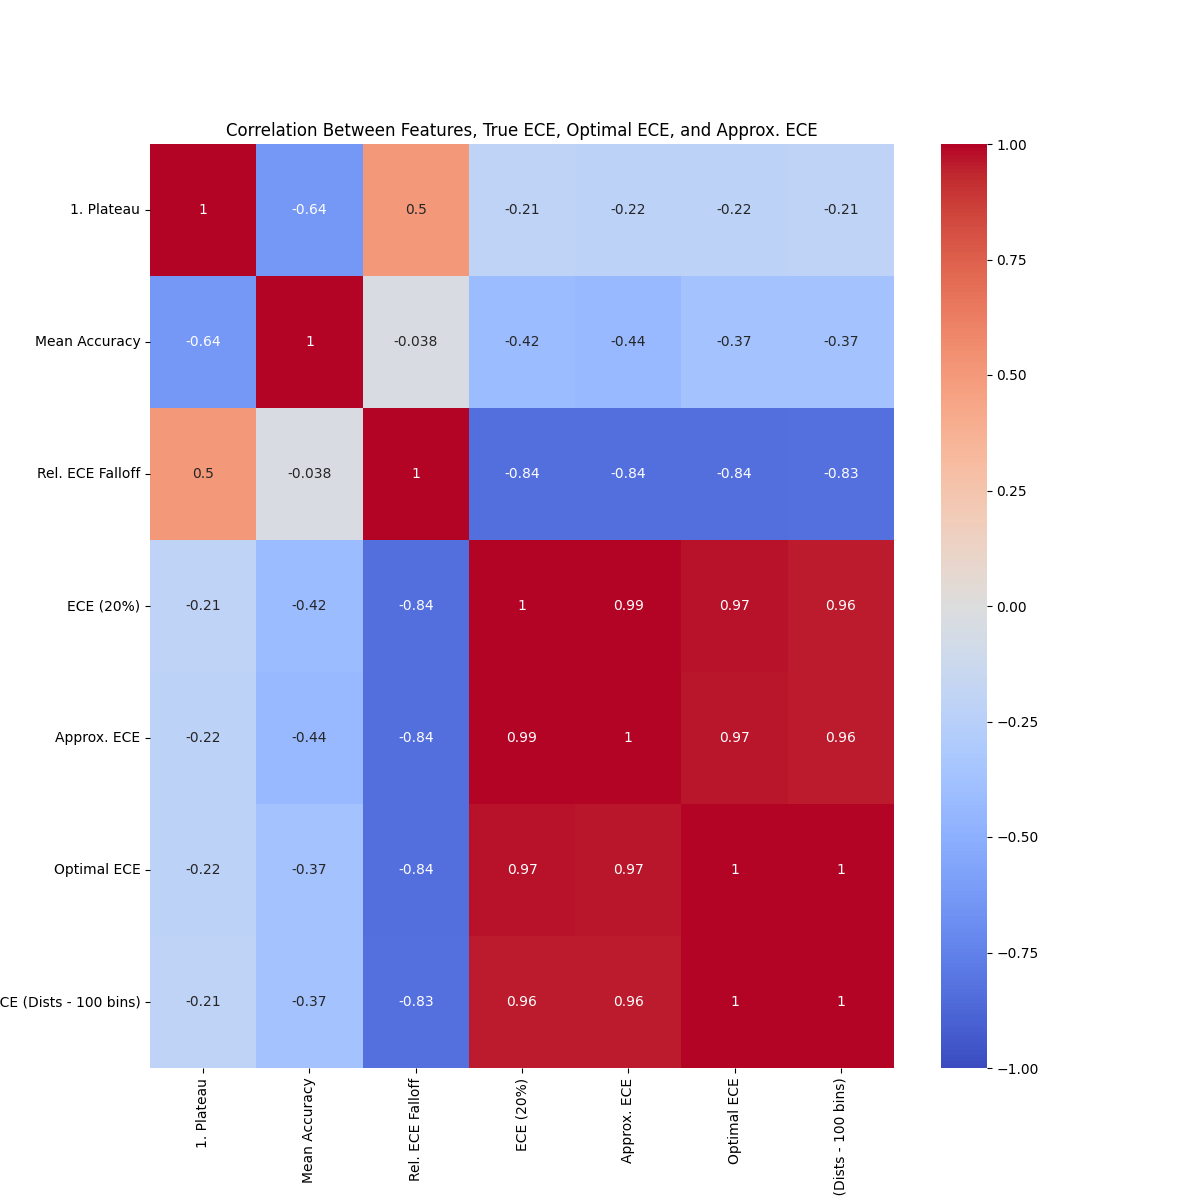 Correlation Between Features, True ECE, Optimal ECE, and Approx. ECE
1. Plateau 1 -0.64 0.5 -0.21 -0.22 -0.22 -0.21
Mean Accuracy -0.64 1 -0.038 -0.42 -0.44 -0.37 -0.37
Rel. ECE Falloff 0.5 -0.038 1 -0.84 -0.84 -0.84 -0.83
ECE (20%) -0.21 -0.42 -0.84 1 0.99 0.97 0.96
Approx. ECE -0.22 -0.44 -0.84 0.99 1 0.97 0.96
Optimal ECE -0.22 -0.37 -0.84 0.97 0.97 1 1
CE (Dists - 100 bins) -0.21 -0.37 -0.83 0.96 0.96 1 1
1. Plateau
Mean Accuracy
Rel. ECE Falloff
ECE (20%)
Approx. ECE
Optimal ECE
(Dists - 100 bins)
1.00
0.75
0.50
0.25
0.00
−0.25
−0.50
−0.75
−1.00